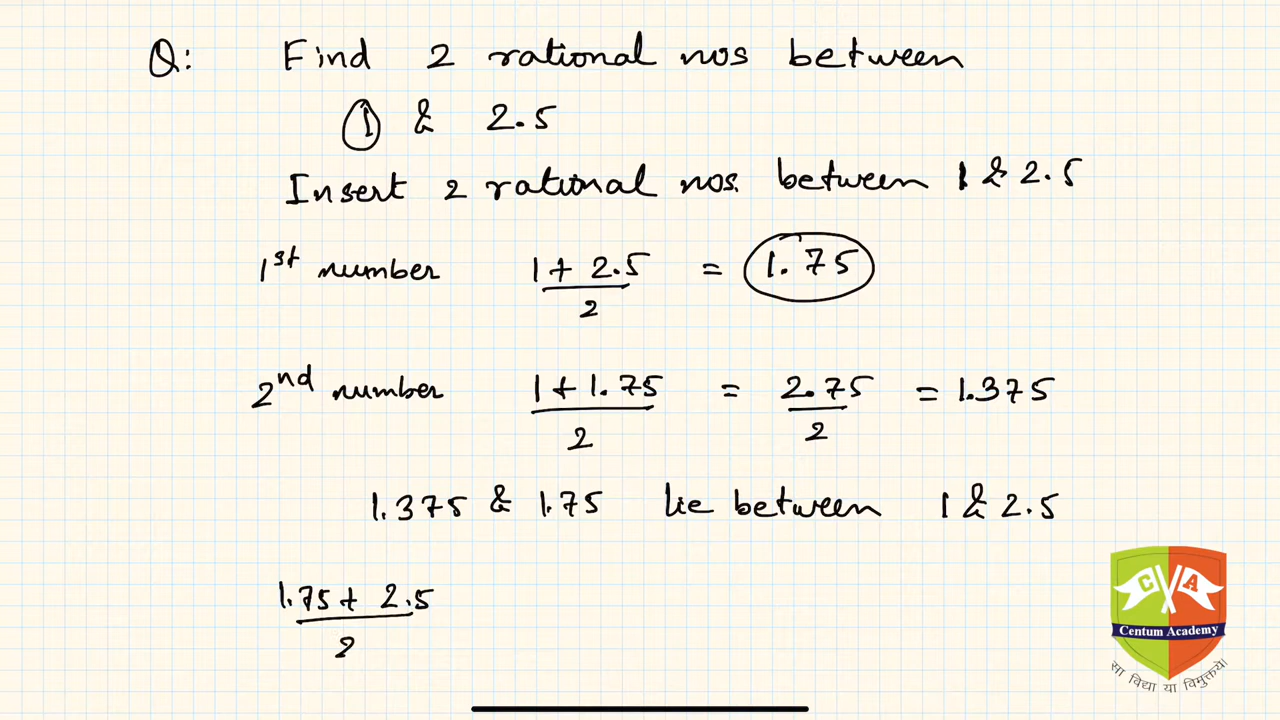 Q: Find 2 rational nos between
1 & 2.5
Insert 2 rational nos. between 1 & 2.5
1st number 1 + 2.5 / 2 = 1.75
2nd number 1 + 1.75 / 2 = 2.75 / 2 = 1.375
1.375 & 1.75 lie between 1 & 2.5
1.75 + 2.5 / 2
C A
Centum Academy
सा विद्या या विमुक्तये।